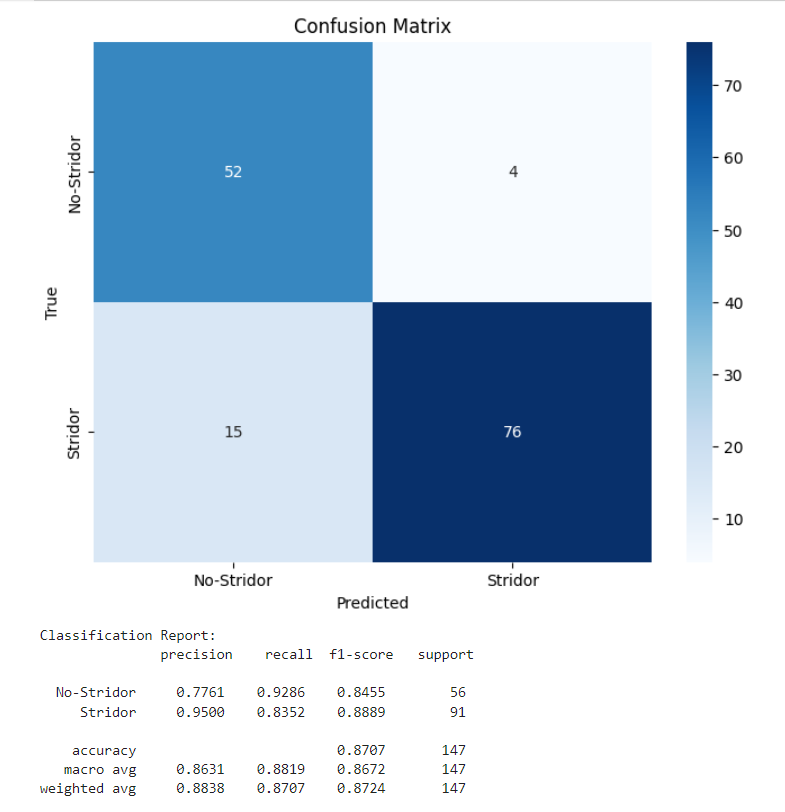 Confusion Matrix
No-Stridor
52
4
70
60
50
40
30
20
10
True
Stridor
15
76
No-Stridor
Stridor
Predicted
Classification Report:
precision recall f1-score support
No-Stridor 0.7761 0.9286 0.8455 56
Stridor 0.9500 0.8352 0.8889 91
accuracy 0.8707 147
macro avg 0.8631 0.8819 0.8672 147
weighted avg 0.8838 0.8707 0.8724 147